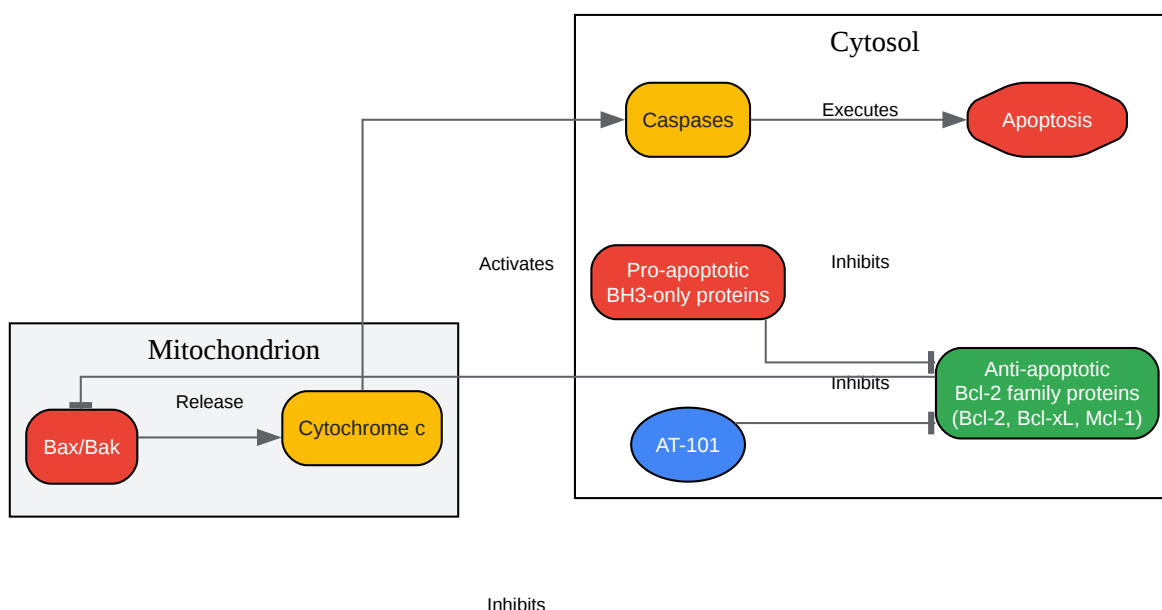 Cytosol
Caspases
Executes
Apoptosis
Activates
Pro-apoptotic
BH3-only proteins
Inhibits
Mitochondrion
Release
Bax/Bak
Cytochrome c
Inhibits
Anti-apoptotic
Bcl-2 family proteins
(Bcl-2, Bcl-xL, Mcl-1)
AT-101
Inhibits